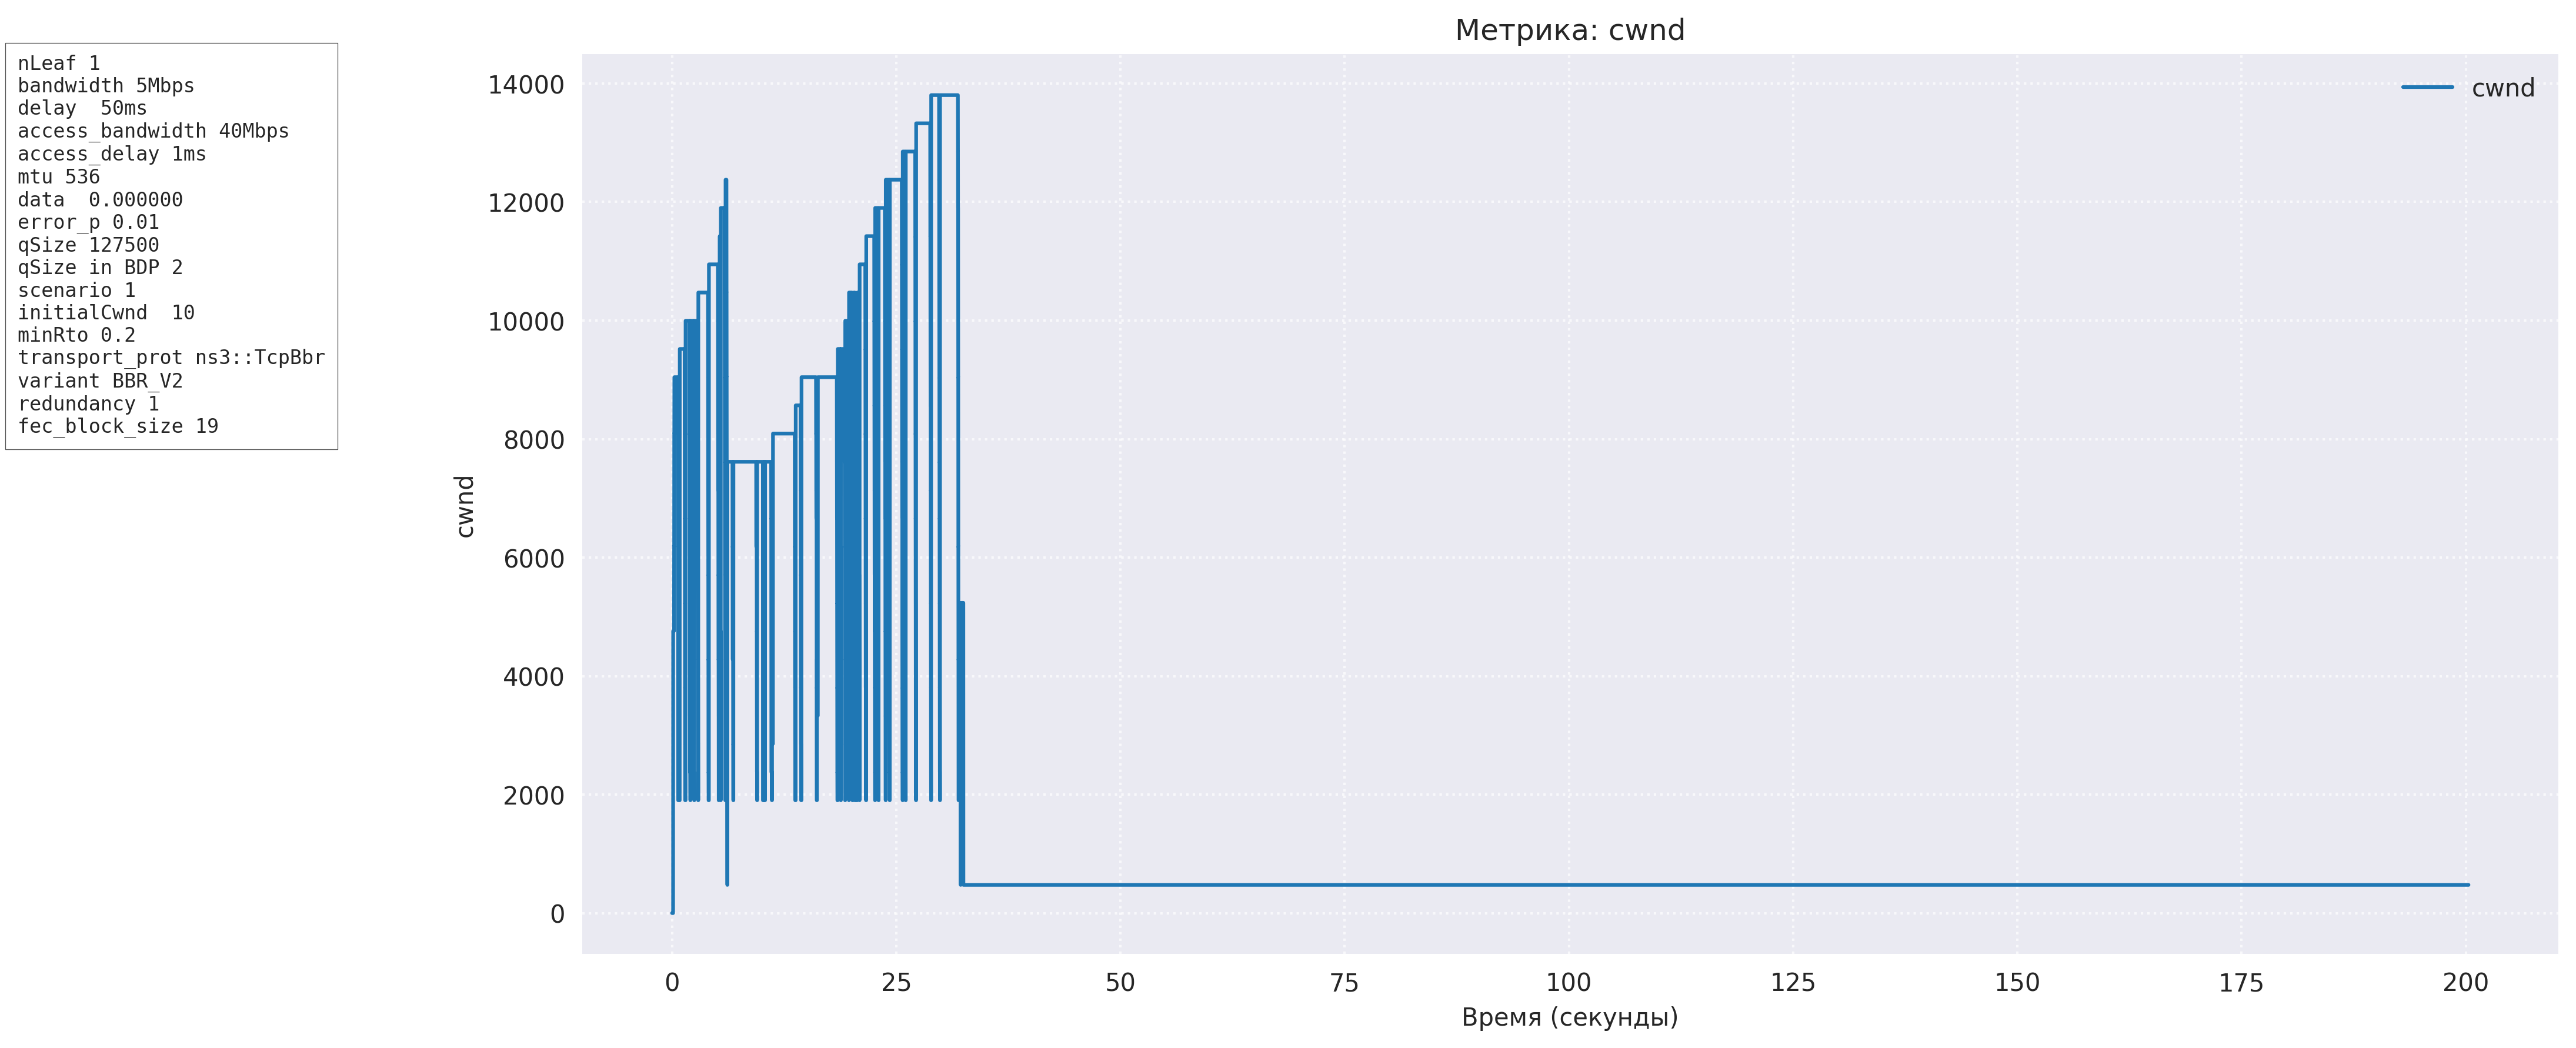 Метрика: cwnd
nLeaf 1
bandwidth 5Mbps
delay  50ms
access_bandwidth 40Mbps
access_delay 1ms
mtu 536
data  0.000000
error_p 0.01
qSize 127500
qSize in BDP 2
scenario 1
initialCwnd  10
minRto 0.2
transport_prot ns3::TcpBbr
variant BBR_V2
redundancy 1
fec_block_size 19
cwnd
14000
12000
10000
8000
6000
4000
2000
0
cwnd
0 25 50 75 100 125 150 175 200
Время (секунды)